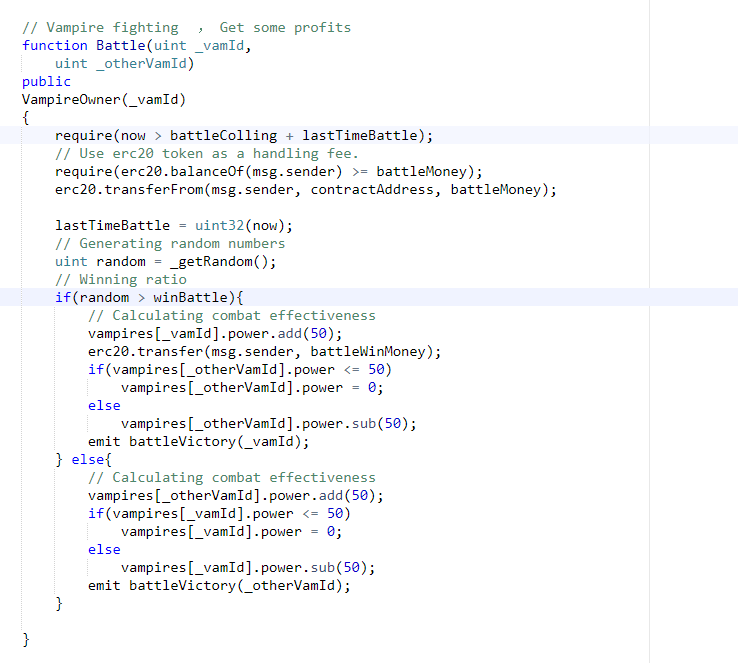 // Vampire fighting ， Get some profits
function Battle(uint _vamId,
    uint _otherVamId)
public
VampireOwner(_vamId)
{
    require(now > battleColling + lastTimeBattle);
    // Use erc20 token as a handling fee.
    require(erc20.balanceOf(msg.sender) >= battleMoney);
    erc20.transferFrom(msg.sender, contractAddress, battleMoney);

    lastTimeBattle = uint32(now);
    // Generating random numbers
    uint random = _getRandom();
    // Winning ratio
    if(random > winBattle){
        // Calculating combat effectiveness
        vampires[_vamId].power.add(50);
        erc20.transfer(msg.sender, battleWinMoney);
        if(vampires[_otherVamId].power <= 50)
            vampires[_otherVamId].power = 0;
        else
            vampires[_otherVamId].power.sub(50);
        emit battleVictory(_vamId);
    } else{
        // Calculating combat effectiveness
        vampires[_otherVamId].power.add(50);
        if(vampires[_vamId].power <= 50)
            vampires[_vamId].power = 0;
        else
            vampires[_vamId].power.sub(50);
        emit battleVictory(_otherVamId);
    }

}